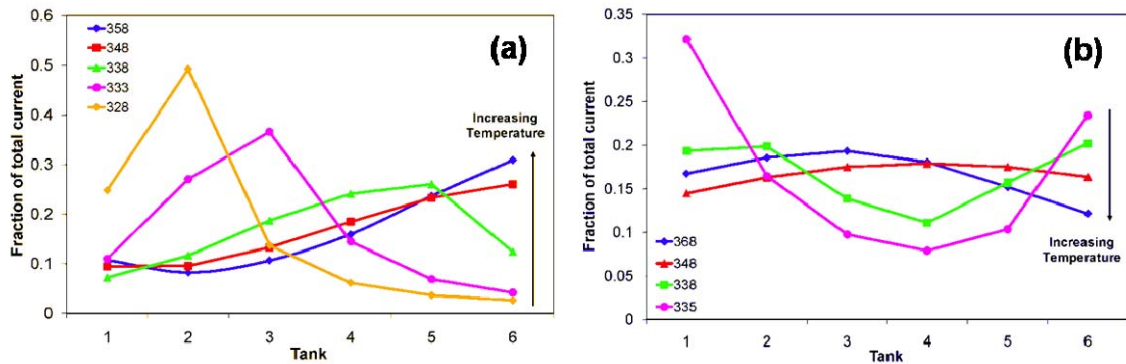 (a)
0.6
0.5
0.4
0.3
0.2
0.1
0
Fraction of total current
358
348
338
333
328
Increasing
Temperature
1 2 3 4 5 6
Tank
(b)
0.35
0.3
0.25
0.2
0.15
0.1
0.05
0
Fraction of total current
368
348
338
335
Increasing
Temperature
1 2 3 4 5 6
Tank